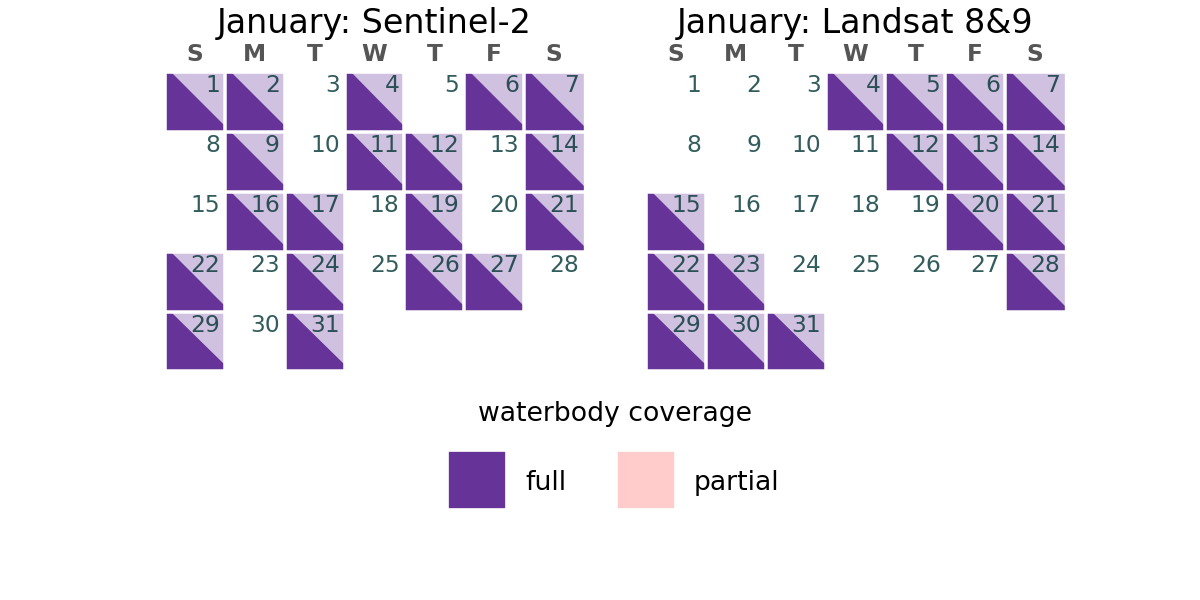 January: Sentinel-2
S M T W T F S
1 2 3 4 5 6 7
8 9 10 11 12 13 14
15 16 17 18 19 20 21
22 23 24 25 26 27 28
29 30 31
January: Landsat 8&9
S M T W T F S
1 2 3 4 5 6 7
8 9 10 11 12 13 14
15 16 17 18 19 20 21
22 23 24 25 26 27 28
29 30 31
waterbody coverage
full partial